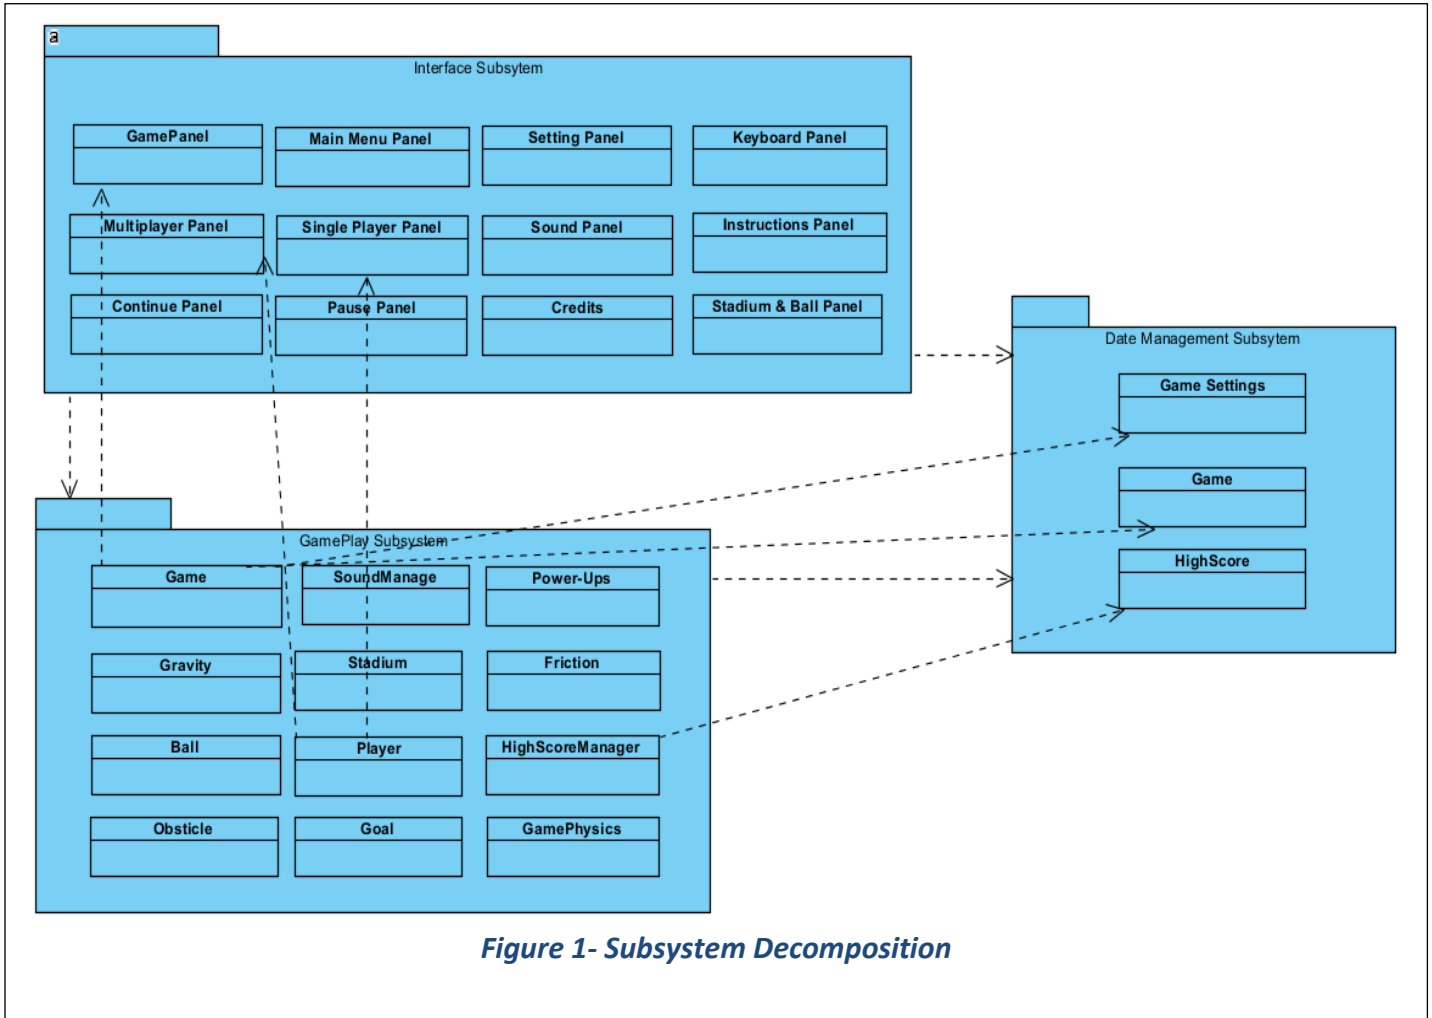 a
Interface Subsytem
GamePanel
Main Menu Panel
Setting Panel
Keyboard Panel
Multiplayer Panel
Single Player Panel
Sound Panel
Instructions Panel
Continue Panel
Pause Panel
Credits
Stadium & Ball Panel
Date Management Subsytem
Game Settings
Game
HighScore
GamePlay Subsystem
Game
SoundManage
Power-Ups
Gravity
Stadium
Friction
Ball
Player
HighScoreManager
Obsticle
Goal
GamePhysics
Figure 1- Subsystem Decomposition